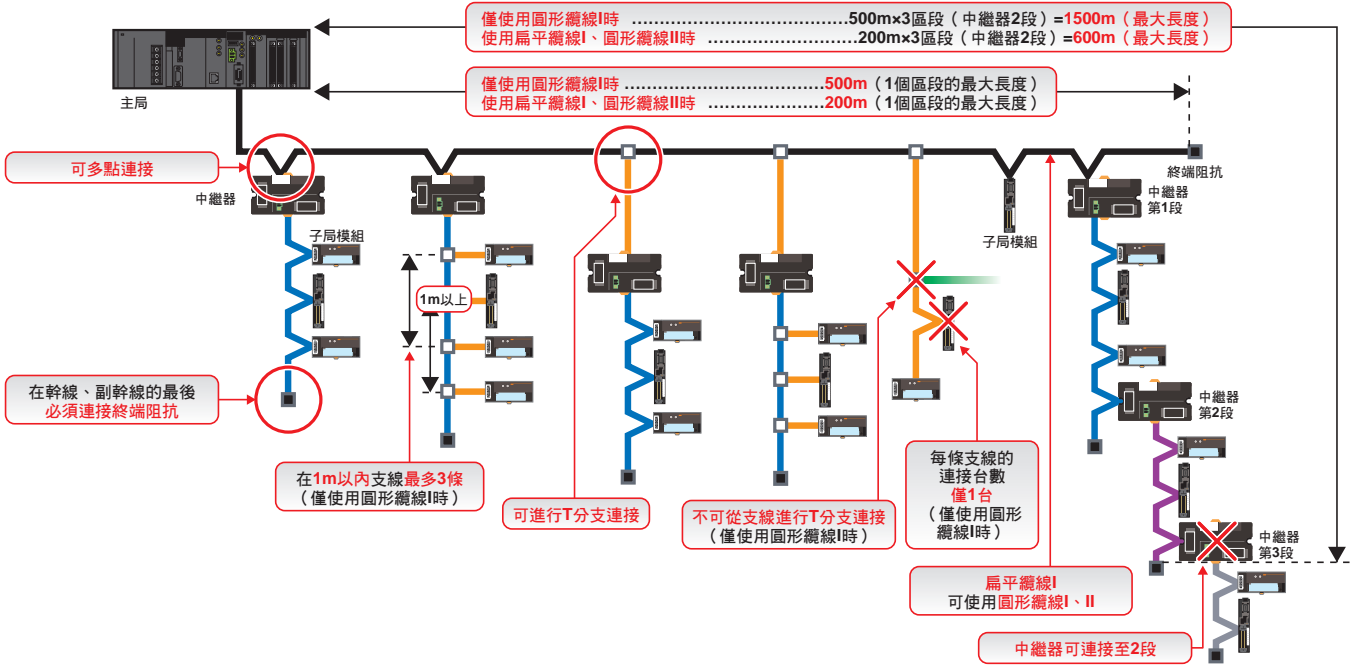 僅使用圓形纜線I時 ……………………………500m×3區段（中繼器2段）=1500m（最大長度）
使用扁平纜線I、圓形纜線II時 ……………………200m×3區段（中繼器2段）=600m（最大長度）
僅使用圓形纜線I時 ……………………………500m（1個區段的最大長度）
使用扁平纜線I、圓形纜線II時 ……………………200m（1個區段的最大長度）
主局
可多點連接
終端阻抗
中繼器
中繼器
第1段
子局模組
子局模組
1m以上
在幹線、副幹線的最後
必須連接終端阻抗
中繼器
第2段
在1m以內支線最多3條
（僅使用圓形纜線I時）
可進行T分支連接
不可從支線進行T分支連接
（僅使用圓形纜線I時）
每條支線的
連接台數
僅1台
（僅使用圓形
纜線I時）
中繼器
第3段
扁平纜線I
可使用圓形纜線I、II
中繼器可連接至2段